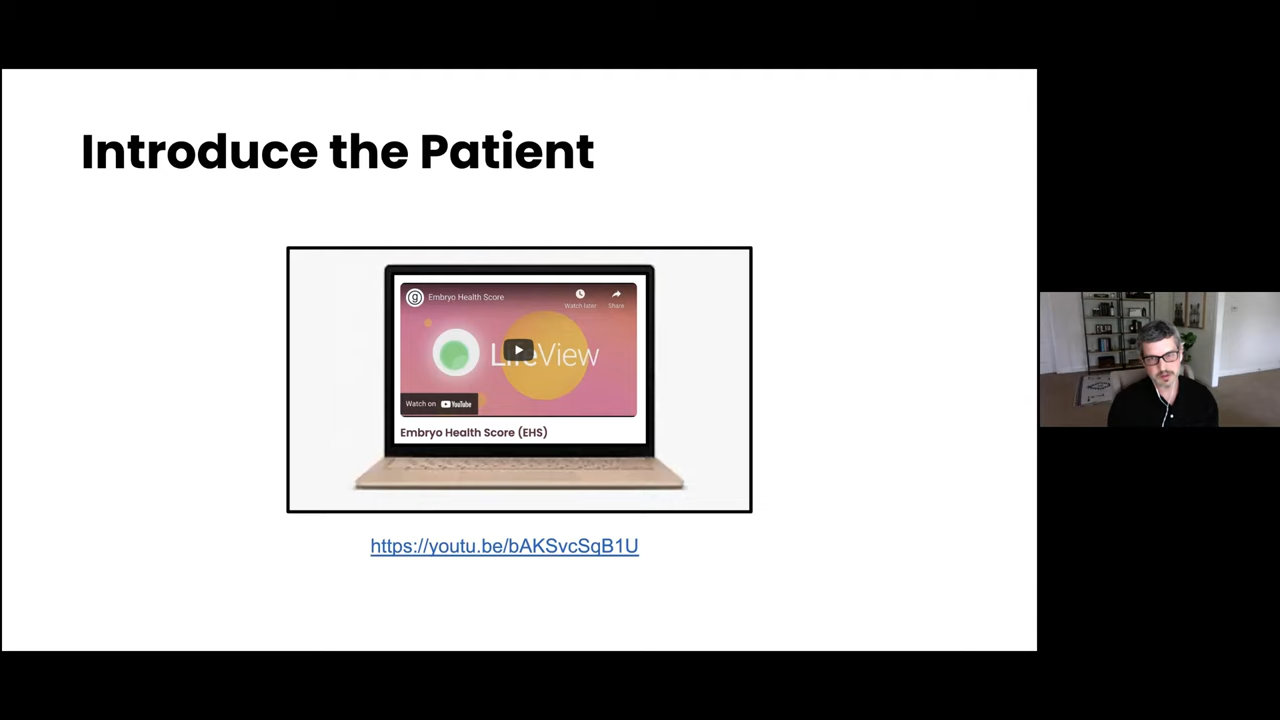 Introduce the Patient
g
Embryo Health Score
Watch later
Share
LifeView
Watch on YouTube
Embryo Health Score (EHS)
https://youtu.be/bAKSvcSqB1U